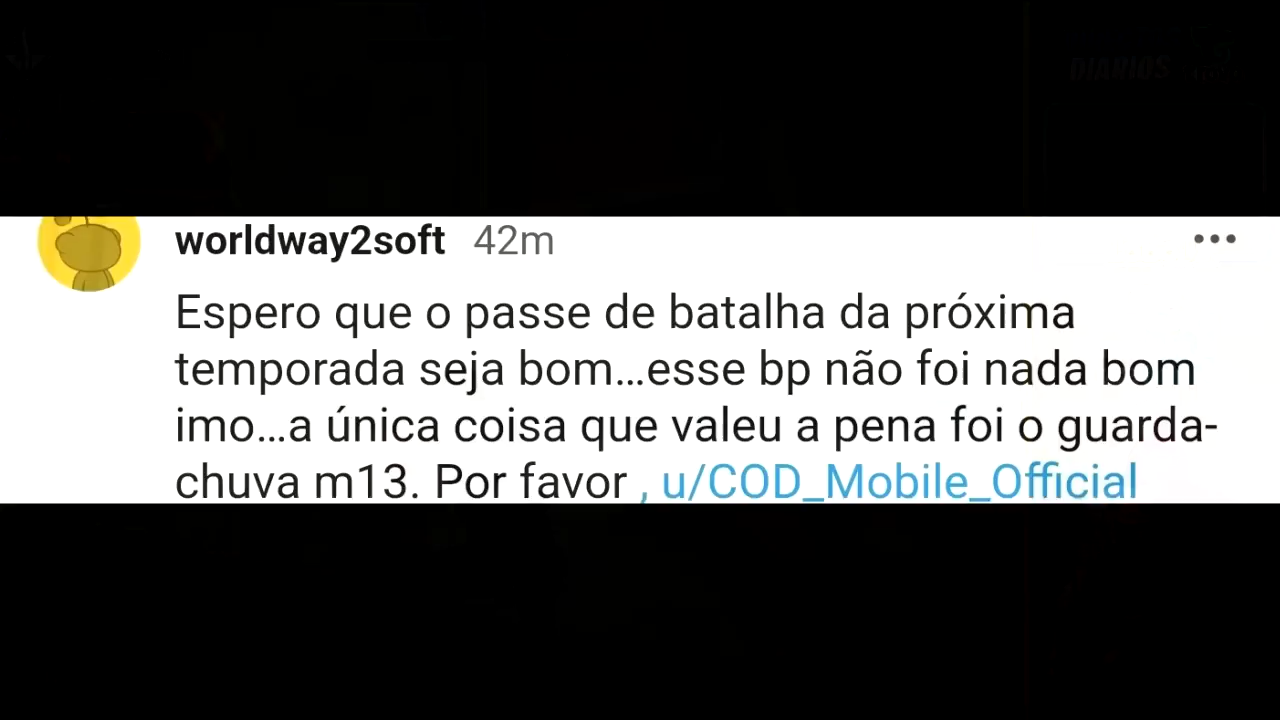 DIARIOS
worldway2soft 42m
Espero que o passe de batalha da próxima
temporada seja bom...esse bp não foi nada bom
imo...a única coisa que valeu a pena foi o guarda-
chuva m13. Por favor , u/COD_Mobile_Official